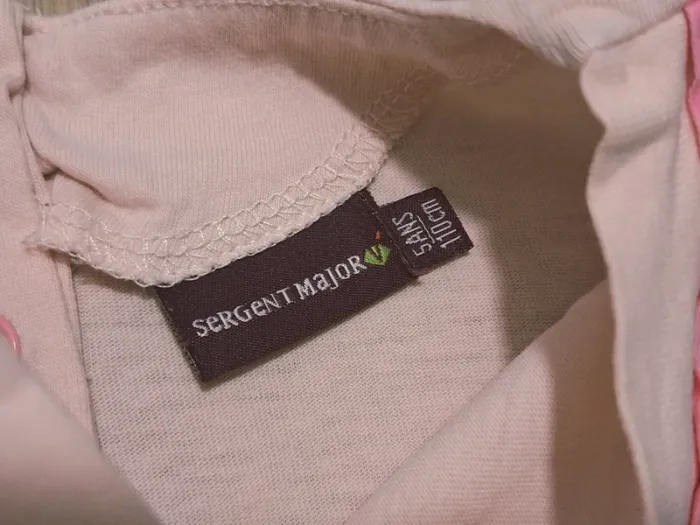 SeRGeNT MajoR
5ANS
110cm